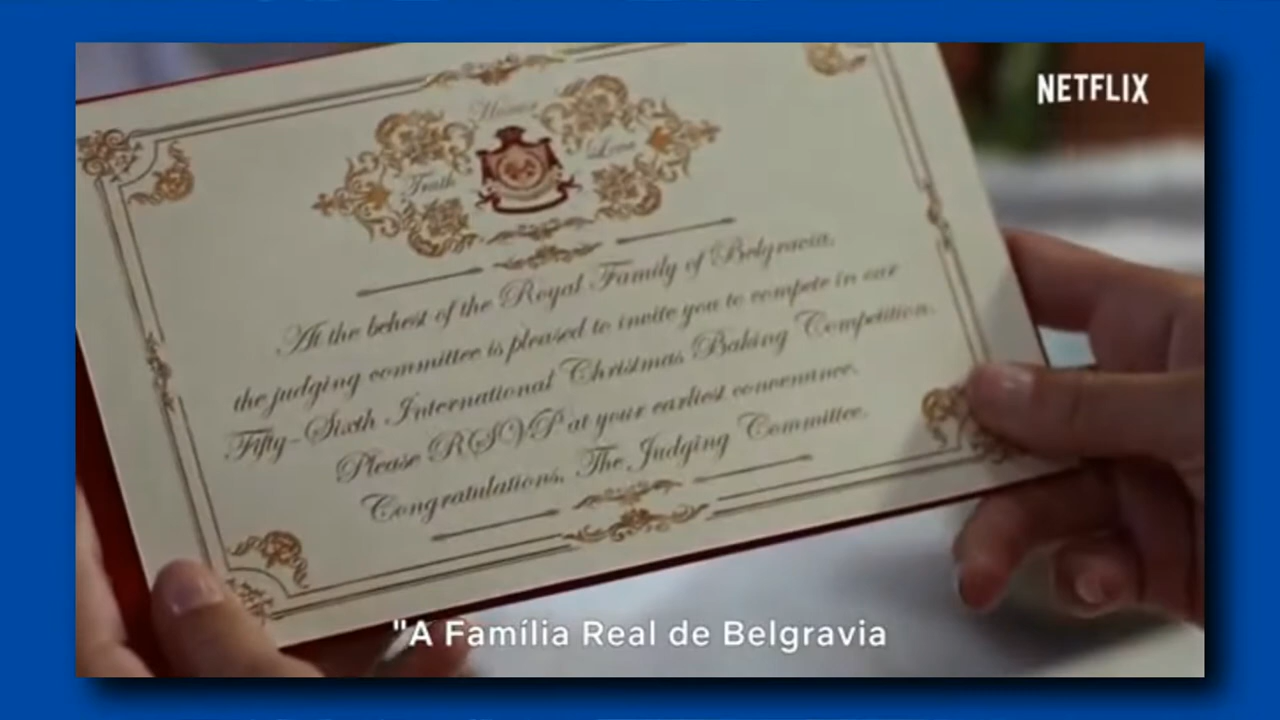 NETFLIX
Honor
Truth
Love
At the behest of the Royal Family of Belgravia,
the judging committee is pleased to invite you to compete in our
Fifty-Sixth International Christmas Baking Competition.
Please RSVP at your earliest convenance.
Congratulations, The Judging Committee.
"A Família Real de Belgravia